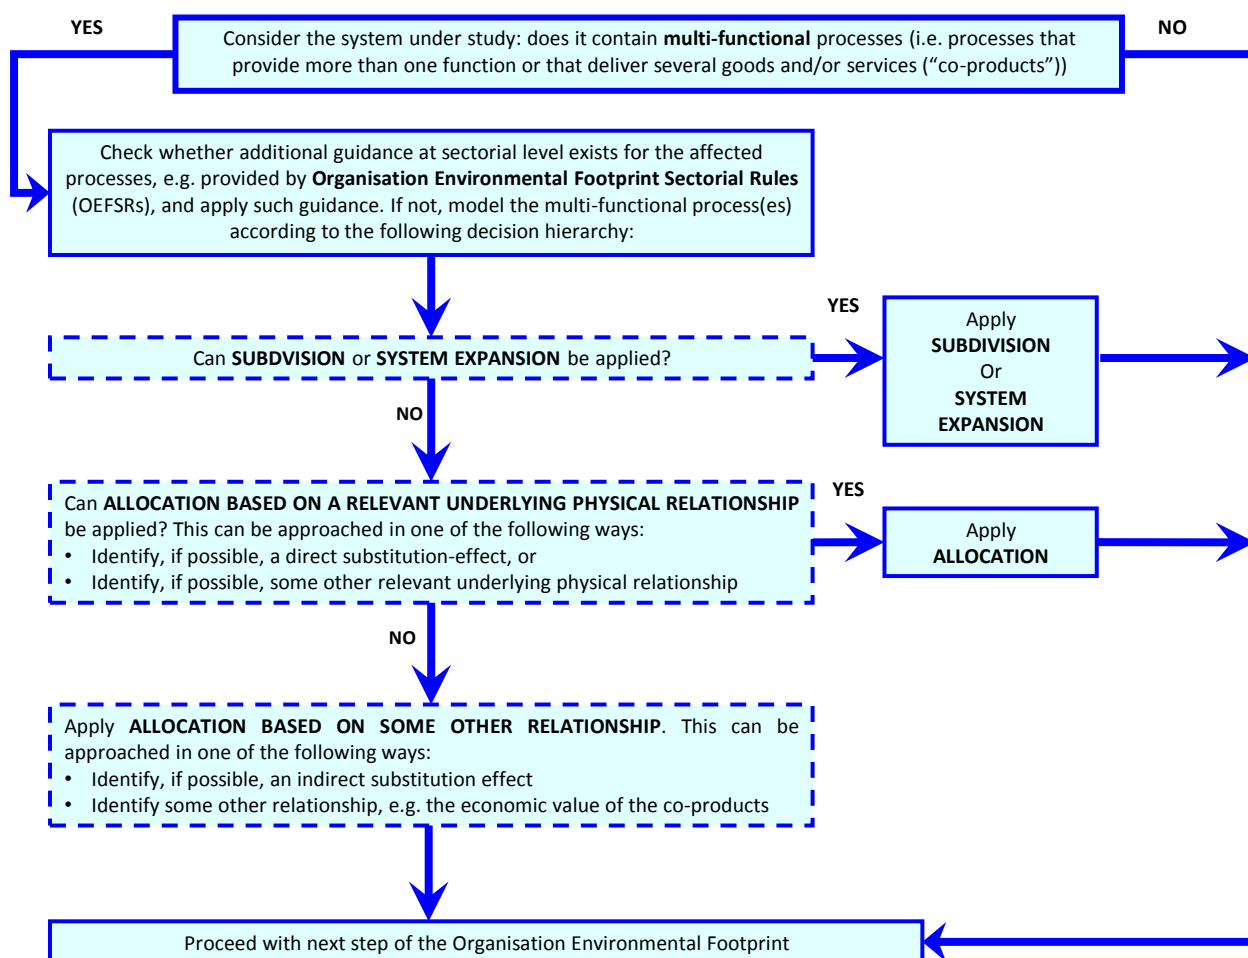 YES
NO
Consider the system under study: does it contain multi-functional processes (i.e. processes that
provide more than one function or that deliver several goods and/or services (“co-products”))
Check whether additional guidance at sectorial level exists for the affected
processes, e.g. provided by Organisation Environmental Footprint Sectorial Rules
(OEFSRs), and apply such guidance. If not, model the multi-functional process(es)
according to the following decision hierarchy:
Can SUBDVISION or SYSTEM EXPANSION be applied?
YES
Apply
SUBDVISION
Or
SYSTEM
EXPANSION
NO
Can ALLOCATION BASED ON A RELEVANT UNDERLYING PHYSICAL RELATIONSHIP
be applied? This can be approached in one of the following ways:
• Identify, if possible, a direct substitution-effect, or
• Identify, if possible, some other relevant underlying physical relationship
YES
Apply
ALLOCATION
NO
Apply ALLOCATION BASED ON SOME OTHER RELATIONSHIP. This can be
approached in one of the following ways:
• Identify, if possible, an indirect substitution effect
• Identify some other relationship, e.g. the economic value of the co-products
Proceed with next step of the Organisation Environmental Footprint